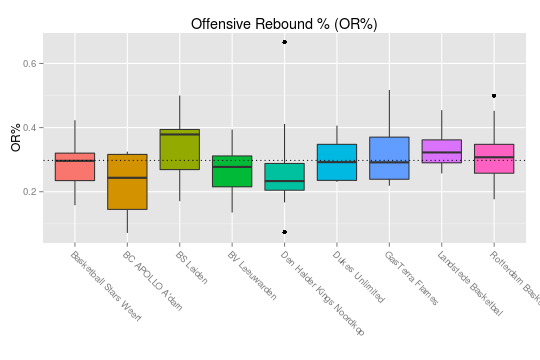 Offensive Rebound % (OR%)
OR%
0.6
0.4
0.2
Basketball Stars Weert
BC APOLLO A'dam
BS Leiden
BV Leeuwarden
Den Helder Kings Noordkop
Dukes Unlimited
GasTerra Flames
Landstede Basketbal
Rotterdam Bask